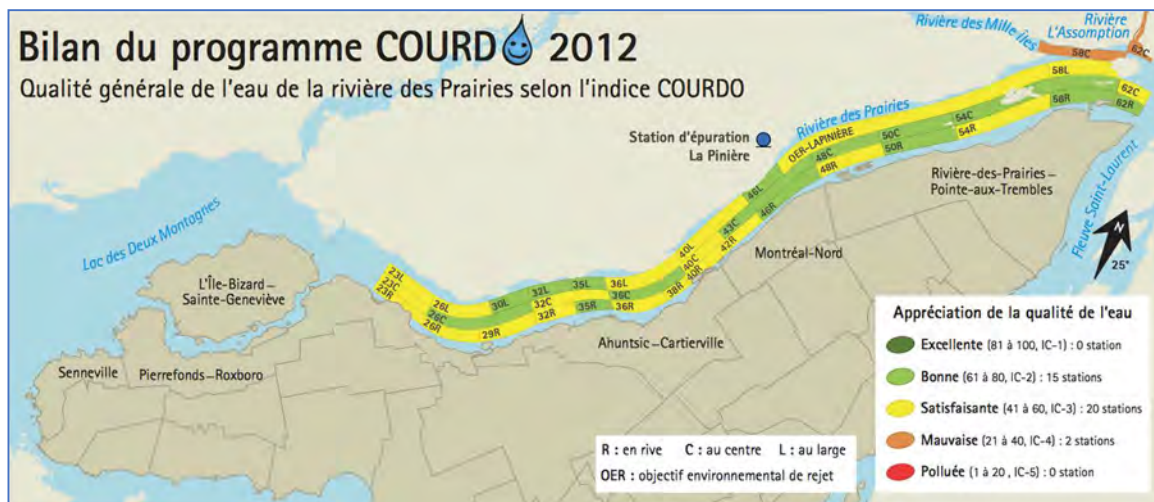 Bilan du programme COURDO 2012
Qualité générale de l'eau de la rivière des Prairies selon l'indice COURDO
Rivière des Mille Îles
Rivière
L'Assomption
58C
62C
58L
62C
62R
58R
Rivière des Prairies
Station d'épuration
La Pinière
OER-LAPINIÈRE
54C
54R
50C
50R
48C
48R
46L
46R
43C
42R
40L
40C
40R
38R
36L
36C
36R
35L
35R
32L
32C
32R
30L
29R
26L
26C
26R
23L
23C
23R
Lac des Deux Montagnes
L'Île-Bizard–
Sainte-Geneviève
Senneville
Pierrefonds–Roxboro
Ahuntsic–Cartierville
Montréal-Nord
Rivière-des-Prairies–
Pointe-aux-Trembles
Fleuve Saint-Laurent
N
25°
R : en rive C : au centre L : au large
OER : objectif environnemental de rejet
Appréciation de la qualité de l'eau
Excellente (81 à 100, IC-1) : 0 station
Bonne (61 à 80, IC-2) : 15 stations
Satisfaisante (41 à 60, IC-3) : 20 stations
Mauvaise (21 à 40, IC-4) : 2 stations
Polluée (1 à 20 , IC-5) : 0 station